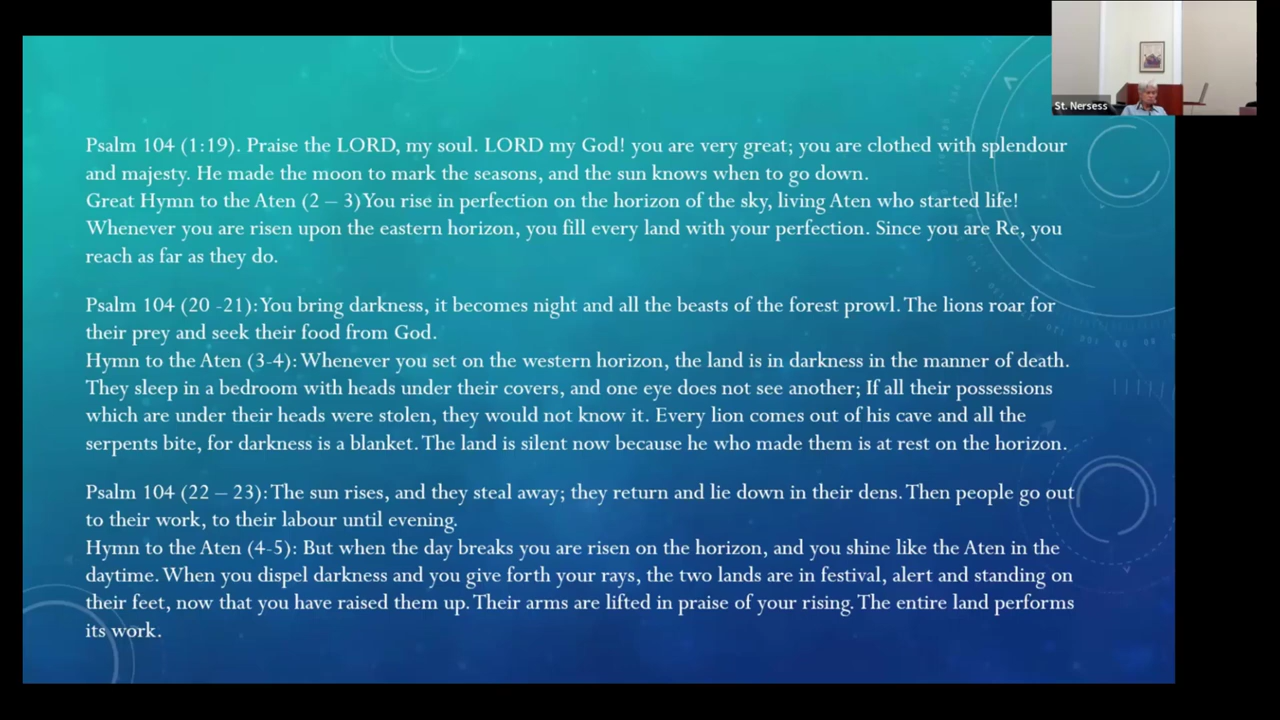 St. Nersess
Psalm 104 (1:19). Praise the LORD, my soul. LORD my God! you are very great; you are clothed with splendour
and majesty. He made the moon to mark the seasons, and the sun knows when to go down.
Great Hymn to the Aten (2 – 3)You rise in perfection on the horizon of the sky, living Aten who started life!
Whenever you are risen upon the eastern horizon, you fill every land with your perfection. Since you are Re, you
reach as far as they do.
Psalm 104 (20 -21): You bring darkness, it becomes night and all the beasts of the forest prowl. The lions roar for
their prey and seek their food from God.
Hymn to the Aten (3-4): Whenever you set on the western horizon, the land is in darkness in the manner of death.
They sleep in a bedroom with heads under their covers, and one eye does not see another; If all their possessions
which are under their heads were stolen, they would not know it. Every lion comes out of his cave and all the
serpents bite, for darkness is a blanket. The land is silent now because he who made them is at rest on the horizon.
Psalm 104 (22 – 23): The sun rises, and they steal away; they return and lie down in their dens. Then people go out
to their work, to their labour until evening.
Hymn to the Aten (4-5): But when the day breaks you are risen on the horizon, and you shine like the Aten in the
daytime. When you dispel darkness and you give forth your rays, the two lands are in festival, alert and standing on
their feet, now that you have raised them up. Their arms are lifted in praise of your rising. The entire land performs
its work.